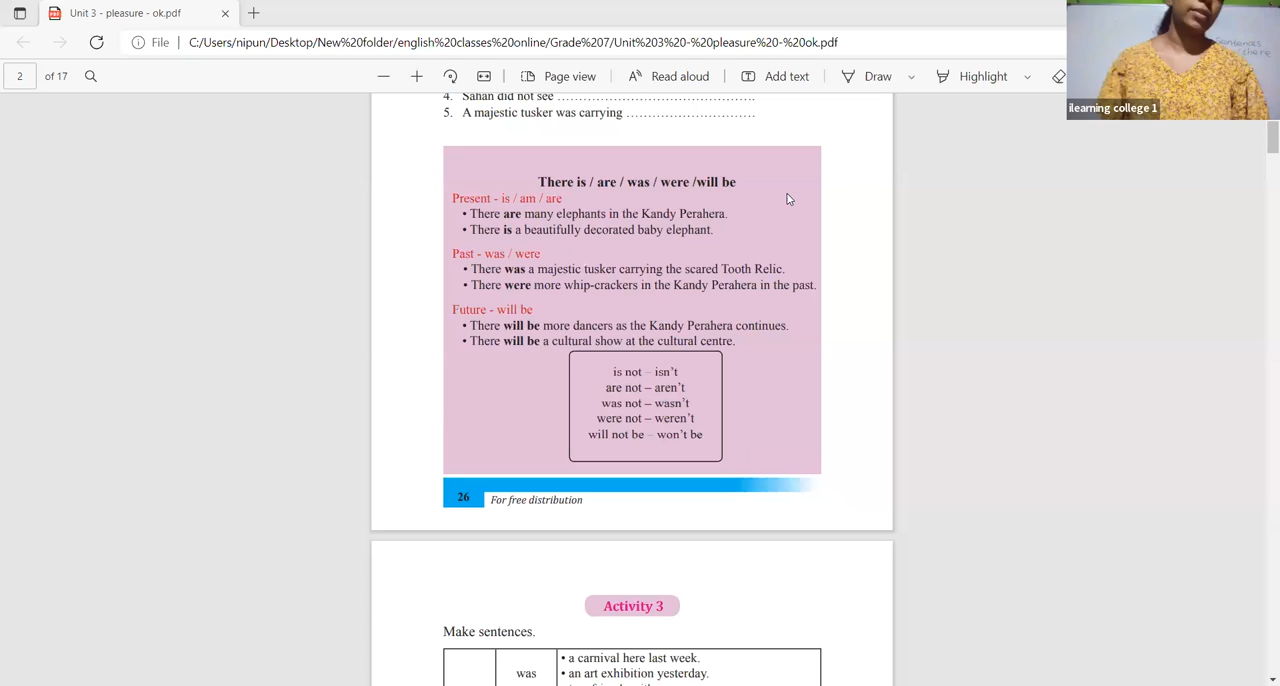 Unit 3 - pleasure - ok.pdf
File
C:/Users/nipun/Desktop/New%20folder/english%20classes%20online/Grade%207/Unit%203%20-%20pleasure%20-%20ok.pdf
2 of 17
Page view
Read aloud
Add text
Draw
Highlight
ilearning college 1
4. Sahan did not see ……………………………………….
5. A majestic tusker was carrying …………………………
There is / are / was / were /will be
Present - is / am / are
• There are many elephants in the Kandy Perahera.
• There is a beautifully decorated baby elephant.
Past - was / were
• There was a majestic tusker carrying the scared Tooth Relic.
• There were more whip-crackers in the Kandy Perahera in the past.
Future - will be
• There will be more dancers as the Kandy Perahera continues.
• There will be a cultural show at the cultural centre.
is not – isn't
are not – aren't
was not – wasn't
were not – weren't
will not be – won't be
26
For free distribution
Activity 3
Make sentences.
• a carnival here last week.
was
• an art exhibition yesterday.